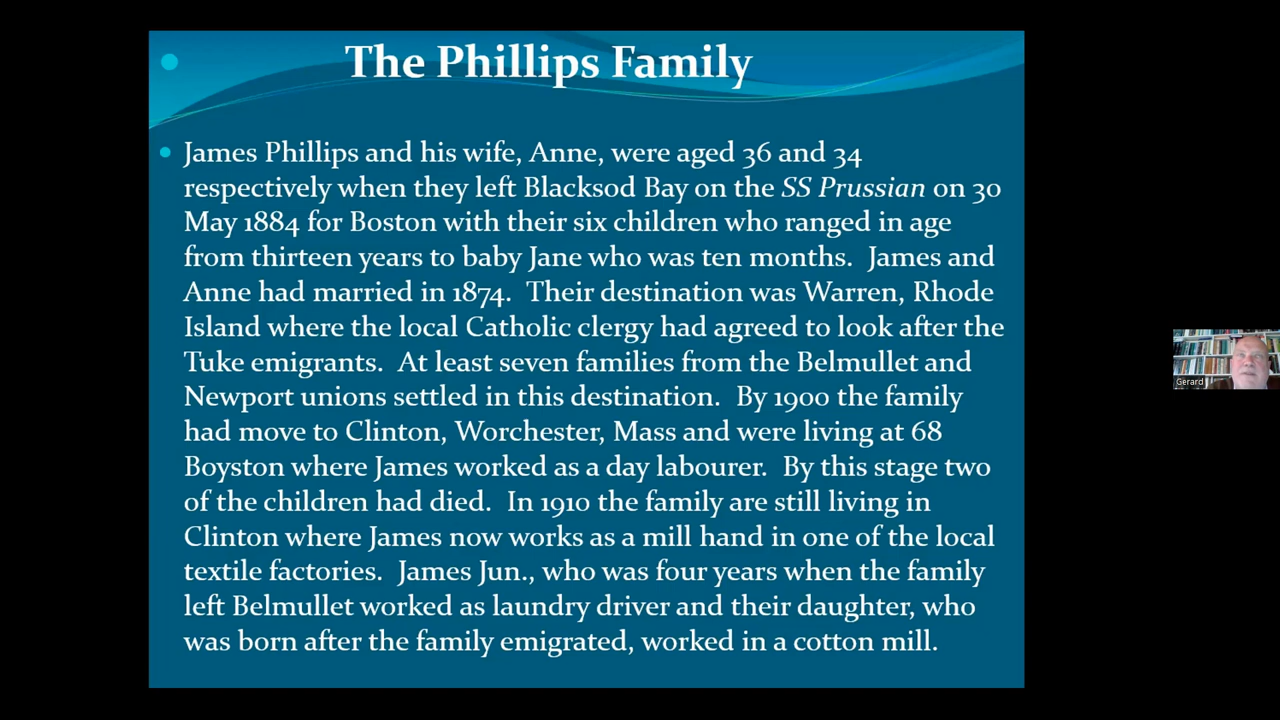 The Phillips Family
James Phillips and his wife, Anne, were aged 36 and 34
respectively when they left Blacksod Bay on the SS Prussian on 30
May 1884 for Boston with their six children who ranged in age
from thirteen years to baby Jane who was ten months.  James and
Anne had married in 1874.  Their destination was Warren, Rhode
Island where the local Catholic clergy had agreed to look after the
Tuke emigrants.  At least seven families from the Belmullet and
Newport unions settled in this destination.  By 1900 the family
had move to Clinton, Worchester, Mass and were living at 68
Boyston where James worked as a day labourer.  By this stage two
of the children had died.  In 1910 the family are still living in
Clinton where James now works as a mill hand in one of the local
textile factories.  James Jun., who was four years when the family
left Belmullet worked as laundry driver and their daughter, who
was born after the family emigrated, worked in a cotton mill.
Gerard